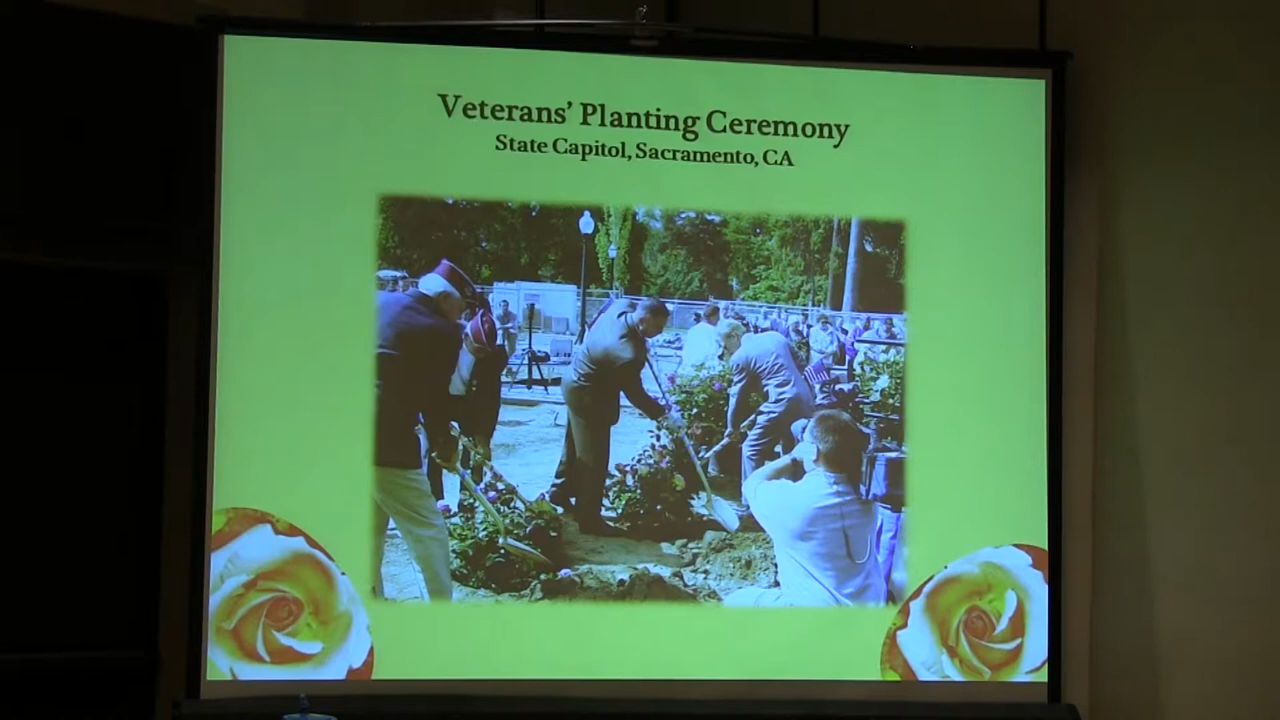 Veterans' Planting Ceremony
State Capitol, Sacramento, CA